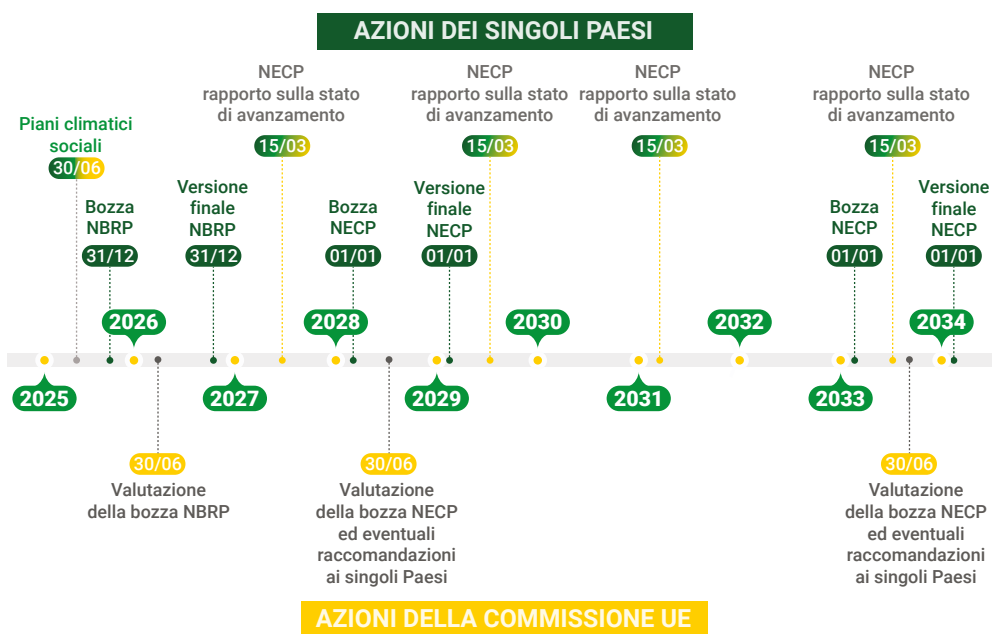 AZIONI DEI SINGOLI PAESI
NECP
rapporto sulla stato
di avanzamento
15/03
NECP
rapporto sulla stato
di avanzamento
15/03
NECP
rapporto sulla stato
di avanzamento
15/03
NECP
rapporto sulla stato
di avanzamento
15/03
Piani climatici
sociali
30/06
Bozza
NBRP
31/12
Versione
finale
NBRP
31/12
Bozza
NECP
01/01
Versione
finale
NECP
01/01
Bozza
NECP
01/01
Versione
finale
NECP
01/01
2026
2028
2030
2032
2034
2025
2027
2029
2031
2033
30/06
Valutazione
della bozza NBRP
30/06
Valutazione
della bozza NECP
ed eventuali
raccomandazioni
ai singoli Paesi
30/06
Valutazione
della bozza NECP
ed eventuali
raccomandazioni
ai singoli Paesi
AZIONI DELLA COMMISSIONE UE